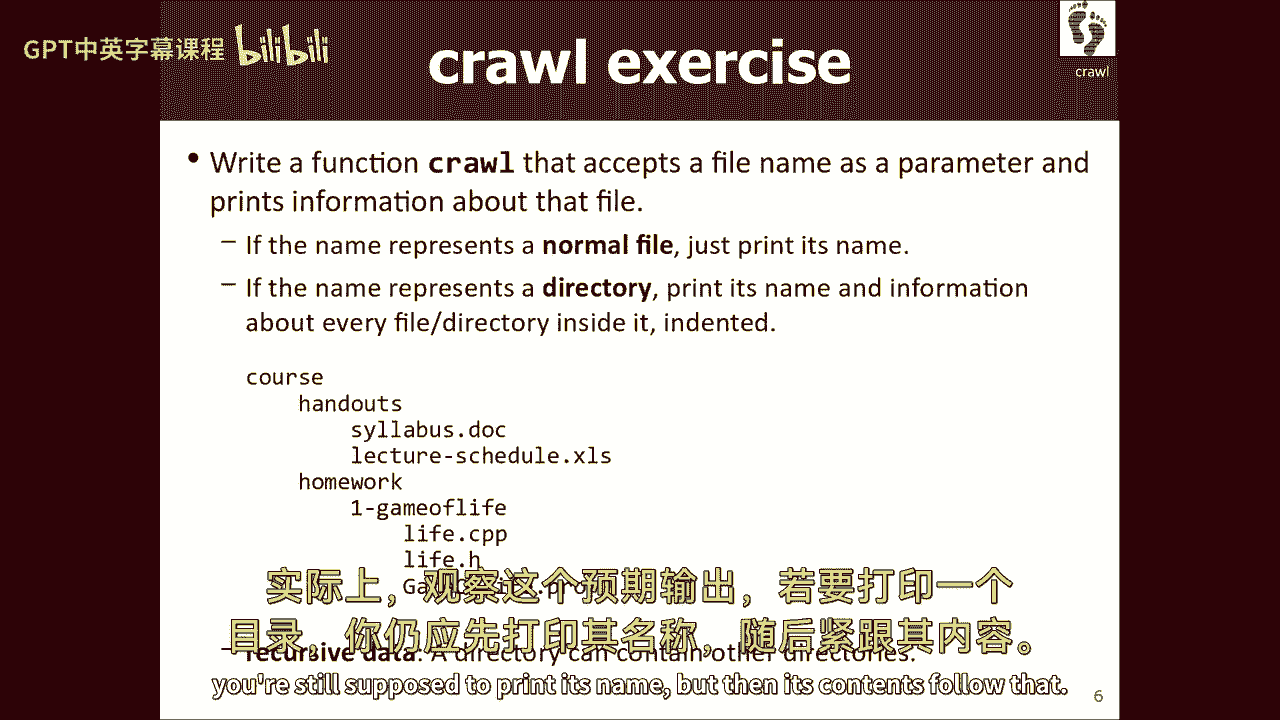 GPT中英字幕课程 bilibili
crawl exercise
crawl
• Write a function crawl that accepts a file name as a parameter and
prints information about that file.
– If the name represents a normal file, just print its name.
– If the name represents a directory, print its name and information
about every file/directory inside it, indented.
course
handouts
syllabus.doc
lecture-schedule.xls
homework
1-gameoflife
life.cpp
life.h
实际上，观察这个预期输出，若要打印一个
目录，你仍应先打印其名称，随后紧跟其内容。
– recursive data: A directory can contain other directories.
you're still supposed to print its name, but then its contents follow that.
6